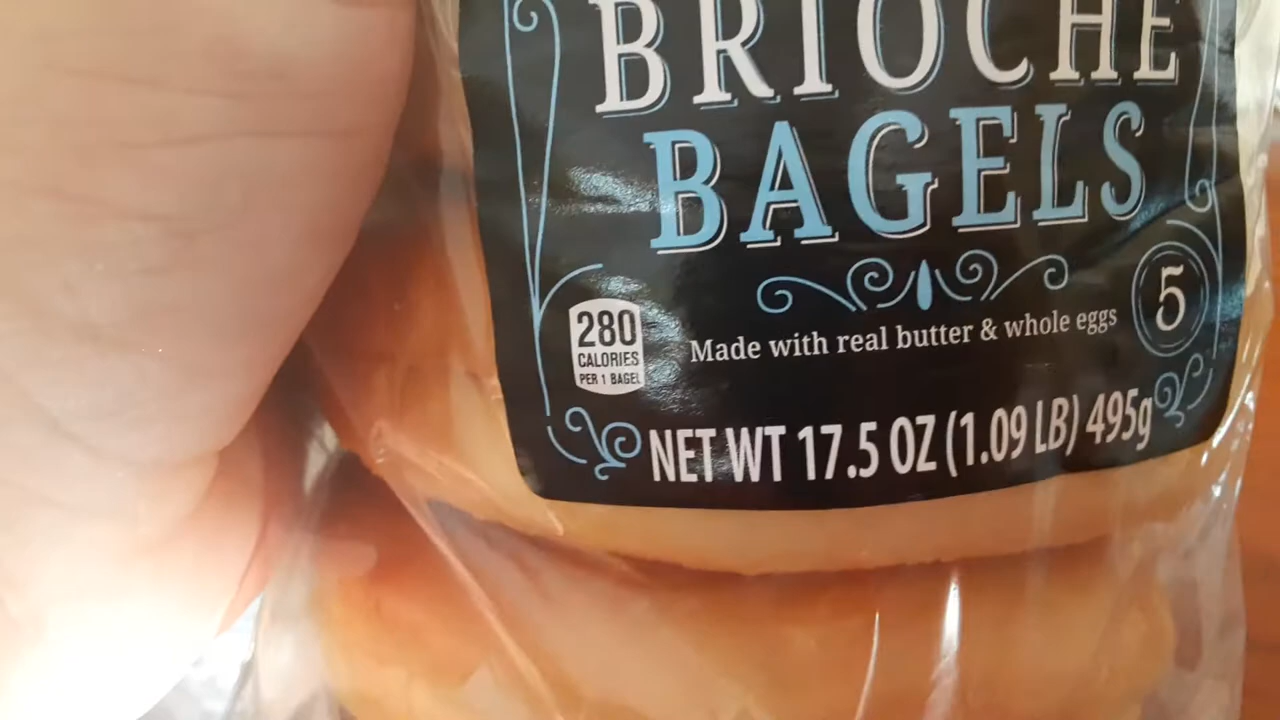 BRIOCHE
BAGELS
5
280
CALORIES
PER 1 BAGEL
Made with real butter & whole eggs
NET WT 17.5 OZ (1.09 LB) 495g